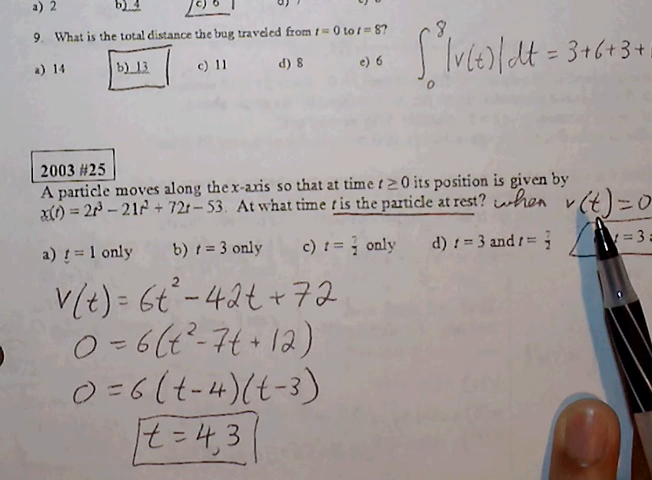 a) 2 b) 4 c) 6
9. What is the total distance the bug traveled from t = 0 to t = 8?
∫₀⁸ |v(t)| dt = 3+6+3+
a) 14 b) 13 c) 11 d) 8 e) 6
2003 #25
A particle moves along the x-axis so that at time t ≥ 0 its position is given by
x(t) = 2t³ − 21t² + 72t − 53. At what time t is the particle at rest? when v(t) = 0
a) t = 1 only b) t = 3 only c) t = 7/2 only d) t = 3 and t = 7/2 t = 3
v(t) = 6t² − 42t + 72
0 = 6(t² − 7t + 12)
0 = 6(t−4)(t−3)
t = 4,3